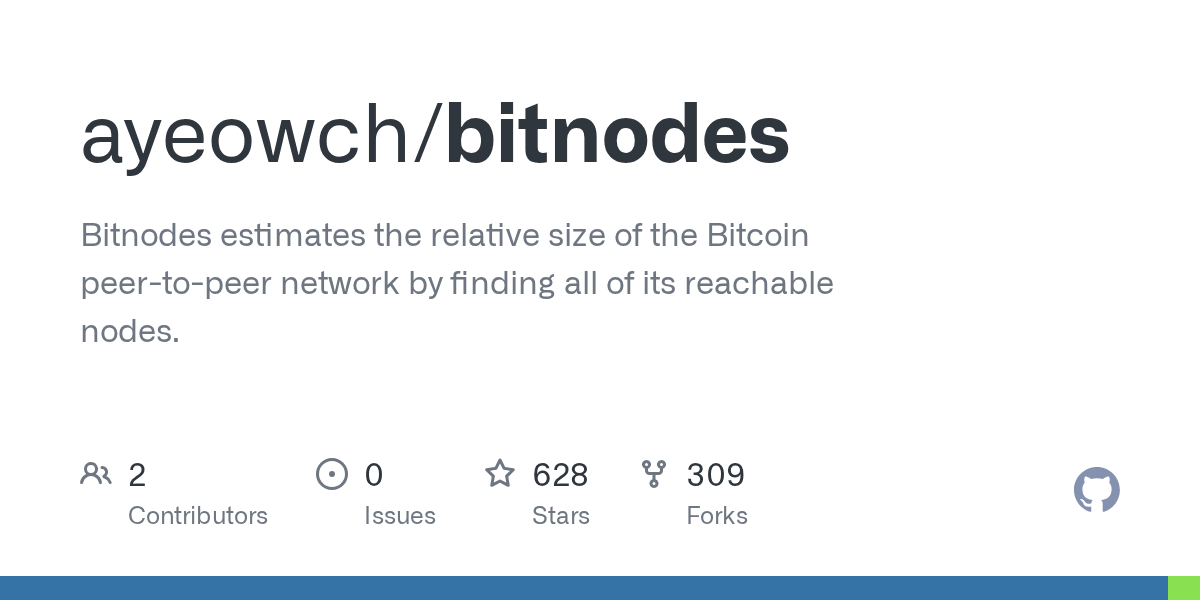 ayeowch/bitnodes
Bitnodes estimates the relative size of the Bitcoin
peer-to-peer network by finding all of its reachable
nodes.
2 0 628 309
Contributors Issues Stars Forks